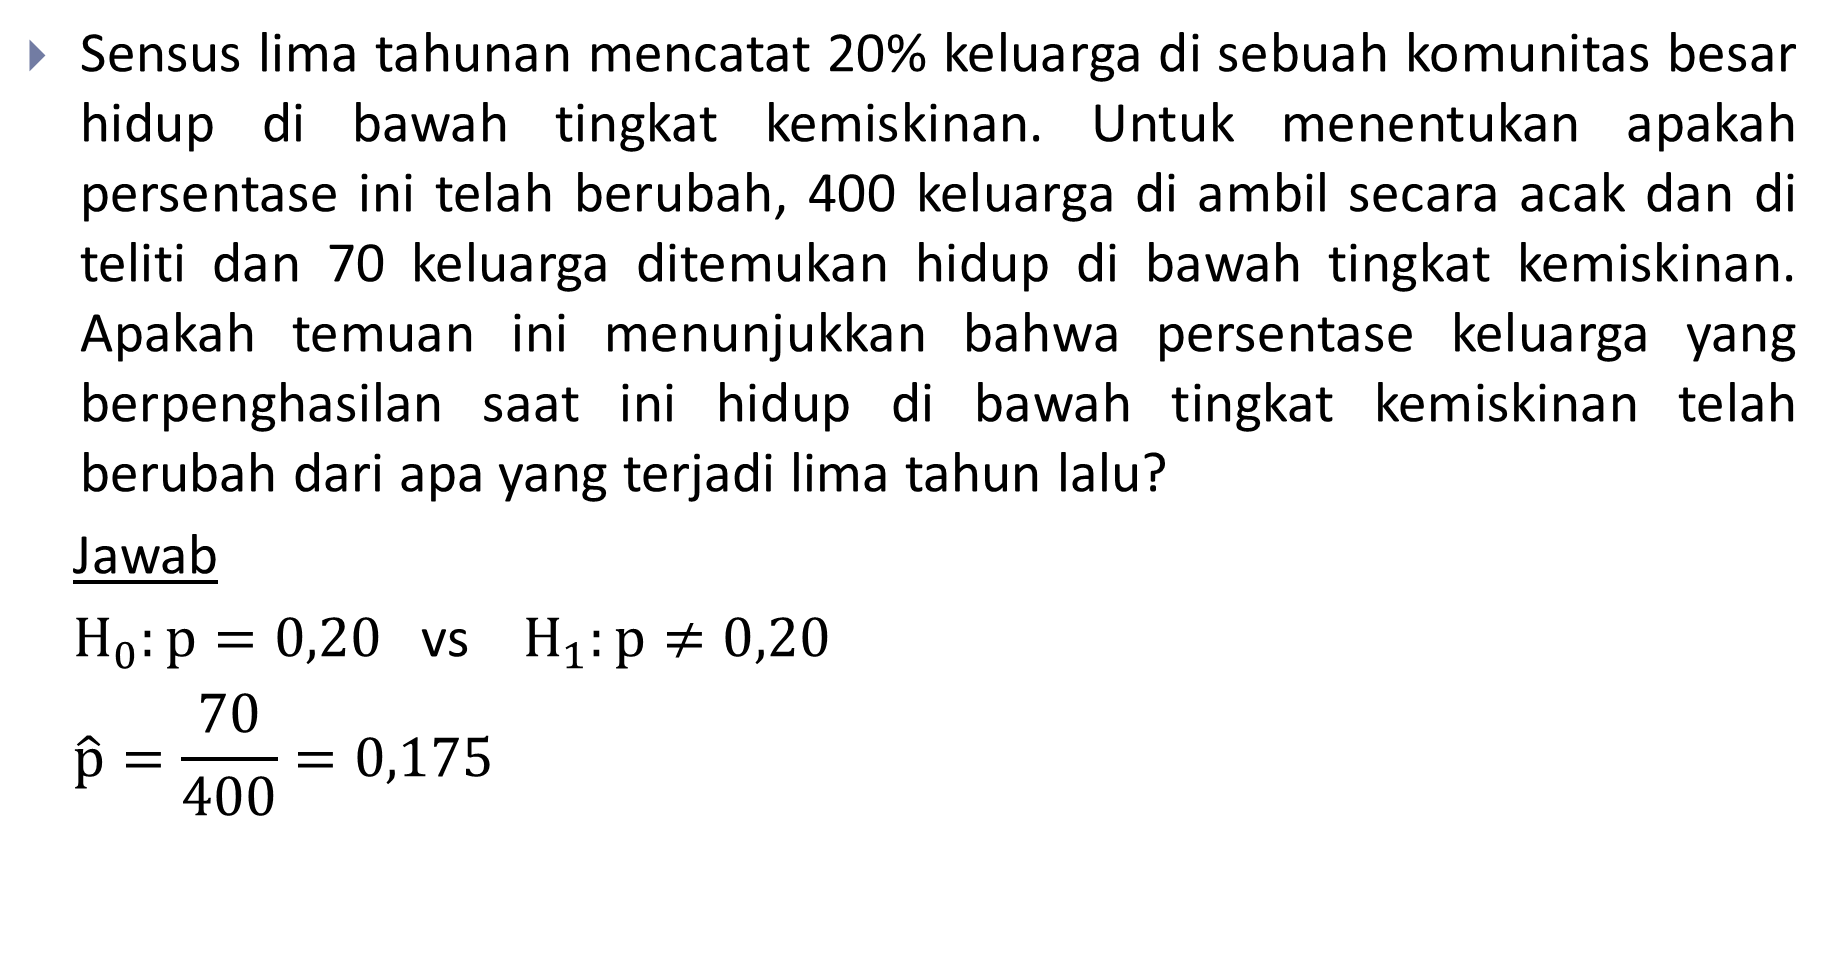 Sensus lima tahunan mencatat 20% keluarga di sebuah komunitas besar
hidup di bawah tingkat kemiskinan. Untuk menentukan apakah
persentase ini telah berubah, 400 keluarga di ambil secara acak dan di
teliti dan 70 keluarga ditemukan hidup di bawah tingkat kemiskinan.
Apakah temuan ini menunjukkan bahwa persentase keluarga yang
berpenghasilan saat ini hidup di bawah tingkat kemiskinan telah
berubah dari apa yang terjadi lima tahun lalu?
Jawab
H₀: p = 0,20 vs H₁: p ≠ 0,20
p̂ = 70/400 = 0,175